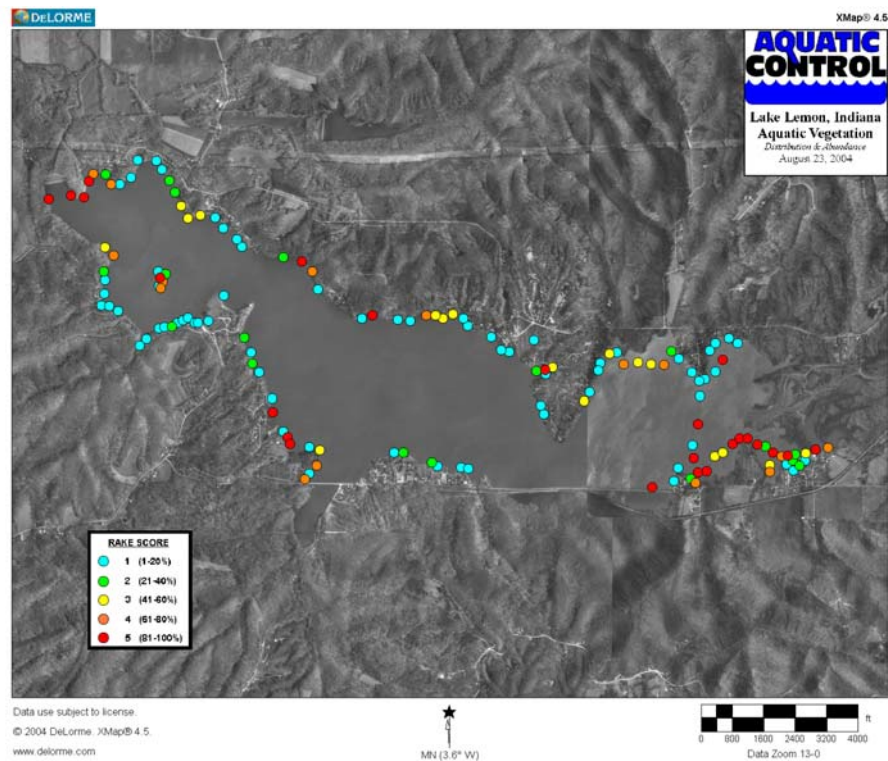 DELORME
XMap® 4.5
AQUATIC
CONTROL
Lake Lemon, Indiana
Aquatic Vegetation
Distribution & Abundance
August 23, 2004
RAKE SCORE
1 (1-20%)
2 (21-40%)
3 (41-60%)
4 (61-80%)
5 (81-100%)
Data use subject to license.
© 2004 DeLorme. XMap® 4.5.
www.delorme.com
MN (3.6° W)
ft
0 800 1600 2400 3200 4000
Data Zoom 13-0